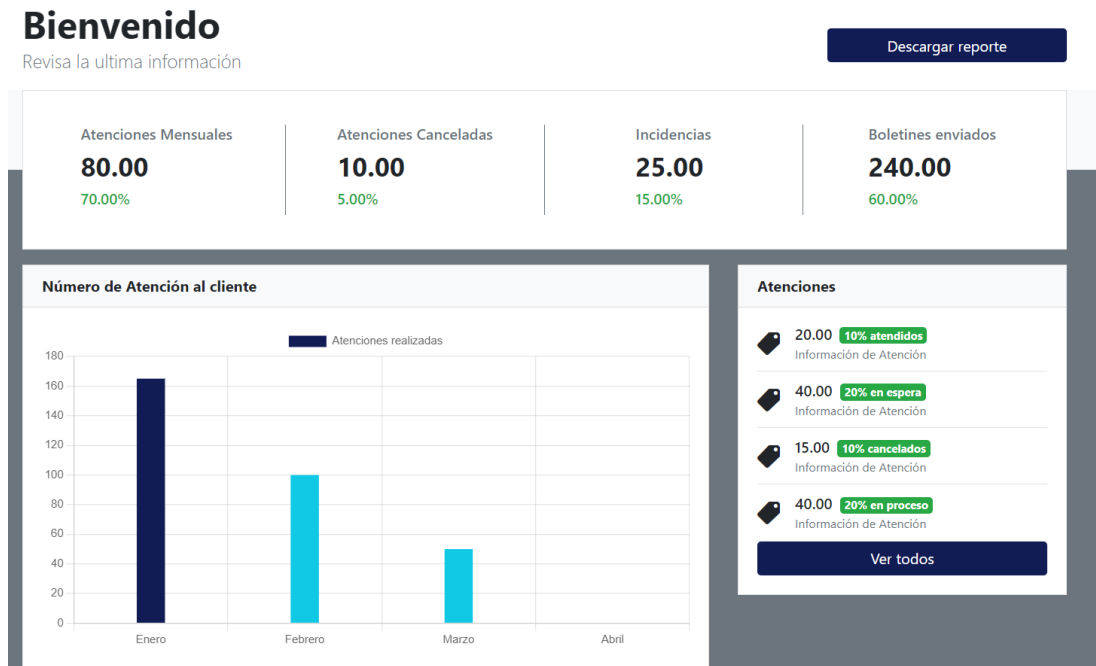 Bienvenido
Revisa la ultima información
Descargar reporte
Atenciones Mensuales
80.00
70.00%
Atenciones Canceladas
10.00
5.00%
Incidencias
25.00
15.00%
Boletines enviados
240.00
60.00%
Número de Atención al cliente
Atenciones realizadas
180
160
140
120
100
80
60
40
20
0
Enero Febrero Marzo Abril
Atenciones
20.00 10% atendidos
Información de Atención
40.00 20% en espera
Información de Atención
15.00 10% cancelados
Información de Atención
40.00 20% en proceso
Información de Atención
Ver todos